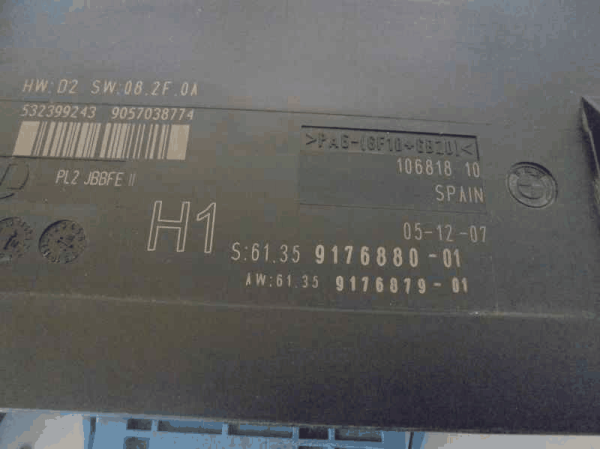 HW:D2 SW:08.2F.0A
532399243 9057038774
PL2 JBBFE II
>PA6-(GF10+GB20)<
106818 10
SPAIN
H1
05-12-07
S:61.35 9176880-01
AW:61.35 9176879-01